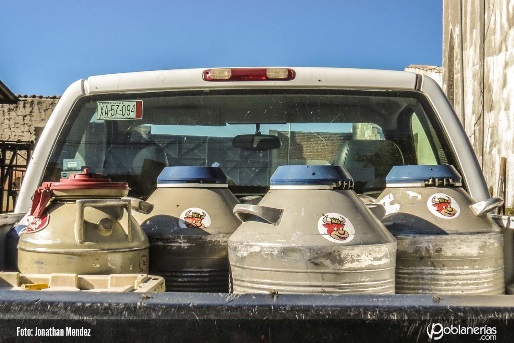 XA-57-094
Foto: Jonathan Mendez
Poblanerias
.com